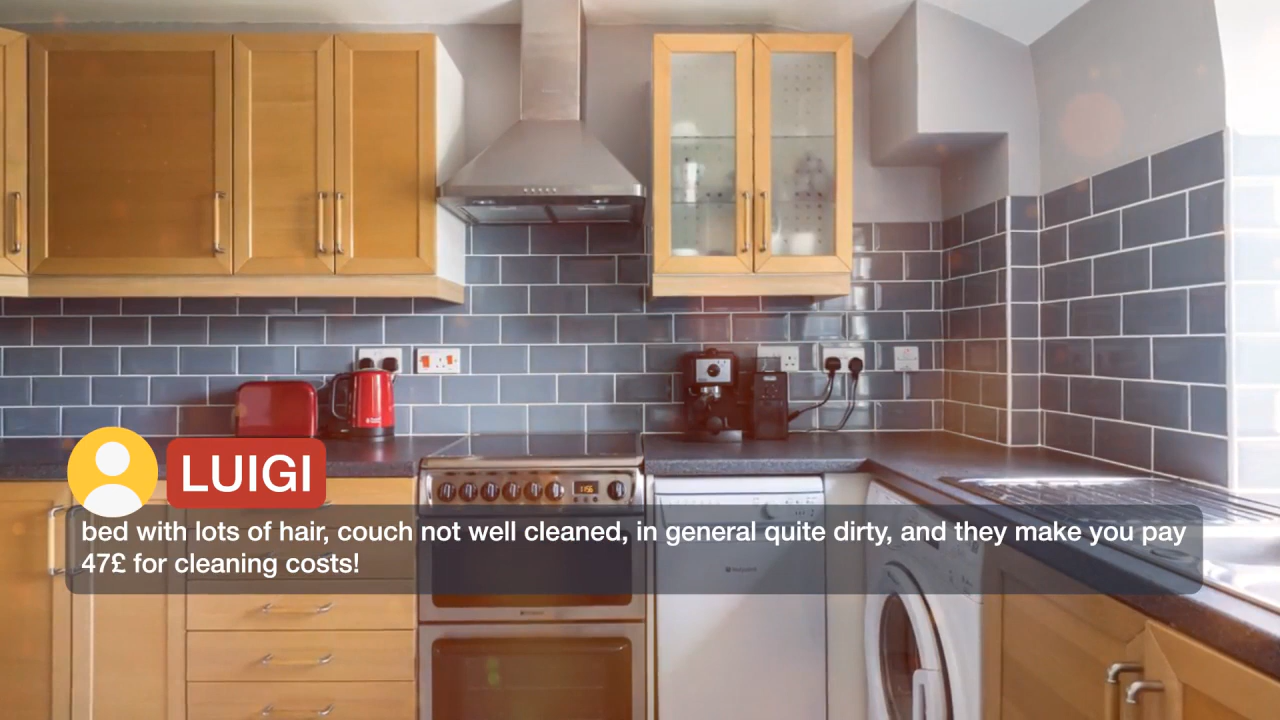 LUIGI
bed with lots of hair, couch not well cleaned, in general quite dirty, and they make you pay
47£ for cleaning costs!